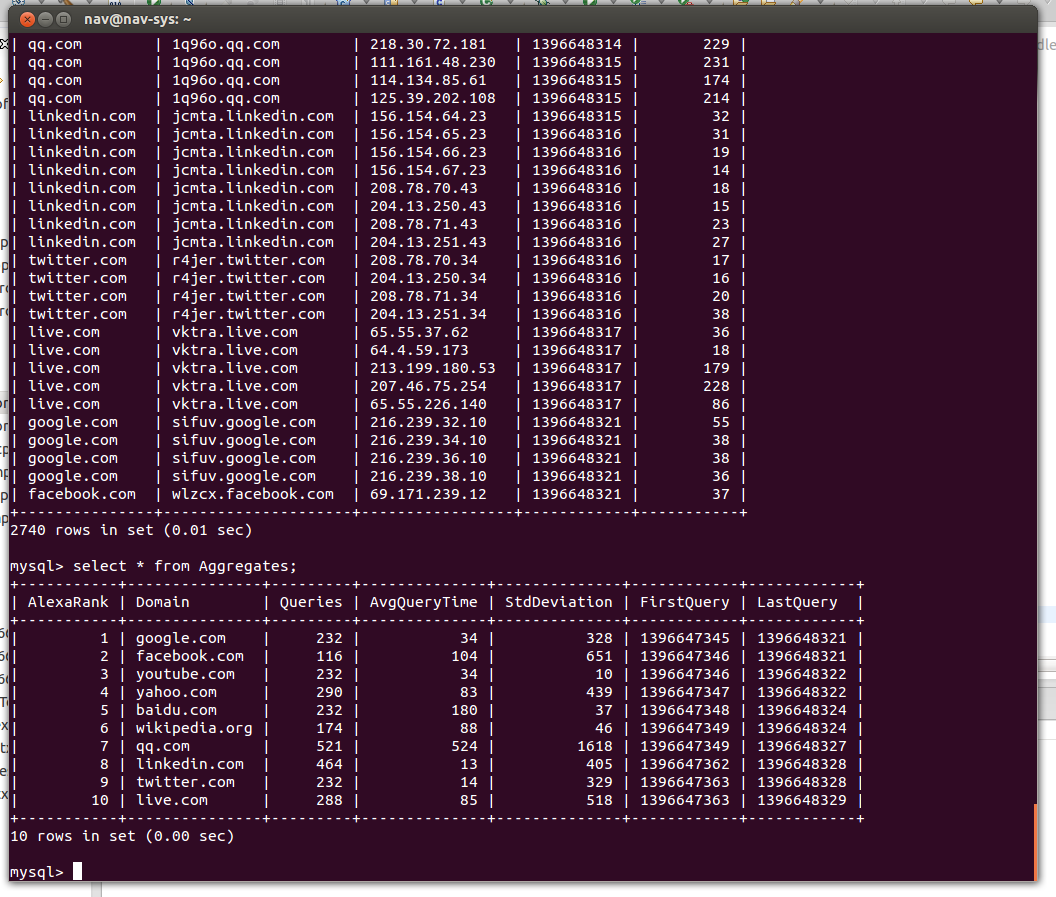 nav@nav-sys: ~
| qq.com        | 1q96o.qq.com        | 218.30.72.181   | 1396648314 |       229 |
| qq.com        | 1q96o.qq.com        | 111.161.48.230  | 1396648315 |       231 |
| qq.com        | 1q96o.qq.com        | 114.134.85.61   | 1396648315 |       174 |
| qq.com        | 1q96o.qq.com        | 125.39.202.108  | 1396648315 |       214 |
| linkedin.com  | jcmta.linkedin.com  | 156.154.64.23   | 1396648315 |        32 |
| linkedin.com  | jcmta.linkedin.com  | 156.154.65.23   | 1396648316 |        31 |
| linkedin.com  | jcmta.linkedin.com  | 156.154.66.23   | 1396648316 |        19 |
| linkedin.com  | jcmta.linkedin.com  | 156.154.67.23   | 1396648316 |        14 |
| linkedin.com  | jcmta.linkedin.com  | 208.78.70.43    | 1396648316 |        18 |
| linkedin.com  | jcmta.linkedin.com  | 204.13.250.43   | 1396648316 |        15 |
| linkedin.com  | jcmta.linkedin.com  | 208.78.71.43    | 1396648316 |        23 |
| linkedin.com  | jcmta.linkedin.com  | 204.13.251.43   | 1396648316 |        27 |
| twitter.com   | r4jer.twitter.com   | 208.78.70.34    | 1396648316 |        17 |
| twitter.com   | r4jer.twitter.com   | 204.13.250.34   | 1396648316 |        16 |
| twitter.com   | r4jer.twitter.com   | 208.78.71.34    | 1396648316 |        20 |
| twitter.com   | r4jer.twitter.com   | 204.13.251.34   | 1396648316 |        38 |
| live.com      | vktra.live.com      | 65.55.37.62     | 1396648317 |        36 |
| live.com      | vktra.live.com      | 64.4.59.173     | 1396648317 |        18 |
| live.com      | vktra.live.com      | 213.199.180.53  | 1396648317 |       179 |
| live.com      | vktra.live.com      | 207.46.75.254   | 1396648317 |       228 |
| live.com      | vktra.live.com      | 65.55.226.140   | 1396648317 |        86 |
| google.com    | sifuv.google.com    | 216.239.32.10   | 1396648321 |        55 |
| google.com    | sifuv.google.com    | 216.239.34.10   | 1396648321 |        38 |
| google.com    | sifuv.google.com    | 216.239.36.10   | 1396648321 |        38 |
| google.com    | sifuv.google.com    | 216.239.38.10   | 1396648321 |        36 |
| facebook.com  | wlzcx.facebook.com  | 69.171.239.12   | 1396648321 |        37 |
+---------------+---------------------+-----------------+------------+-----------+
2740 rows in set (0.01 sec)
mysql> select * from Aggregates;
+-----------+---------------+---------+--------------+--------------+------------+------------+
| AlexaRank | Domain        | Queries | AvgQueryTime | StdDeviation | FirstQuery | LastQuery  |
+-----------+---------------+---------+--------------+--------------+------------+------------+
|         1 | google.com    |     232 |           34 |          328 | 1396647345 | 1396648321 |
|         2 | facebook.com  |     116 |          104 |          651 | 1396647346 | 1396648321 |
|         3 | youtube.com   |     232 |           34 |           10 | 1396647346 | 1396648322 |
|         4 | yahoo.com     |     290 |           83 |          439 | 1396647347 | 1396648322 |
|         5 | baidu.com     |     232 |          180 |           37 | 1396647348 | 1396648324 |
|         6 | wikipedia.org |     174 |           88 |           46 | 1396647349 | 1396648324 |
|         7 | qq.com        |     521 |          524 |         1618 | 1396647349 | 1396648327 |
|         8 | linkedin.com  |     464 |           13 |          405 | 1396647362 | 1396648328 |
|         9 | twitter.com   |     232 |           14 |          329 | 1396647363 | 1396648328 |
|        10 | live.com      |     288 |           85 |          518 | 1396647363 | 1396648329 |
+-----------+---------------+---------+--------------+--------------+------------+------------+
10 rows in set (0.00 sec)
mysql>